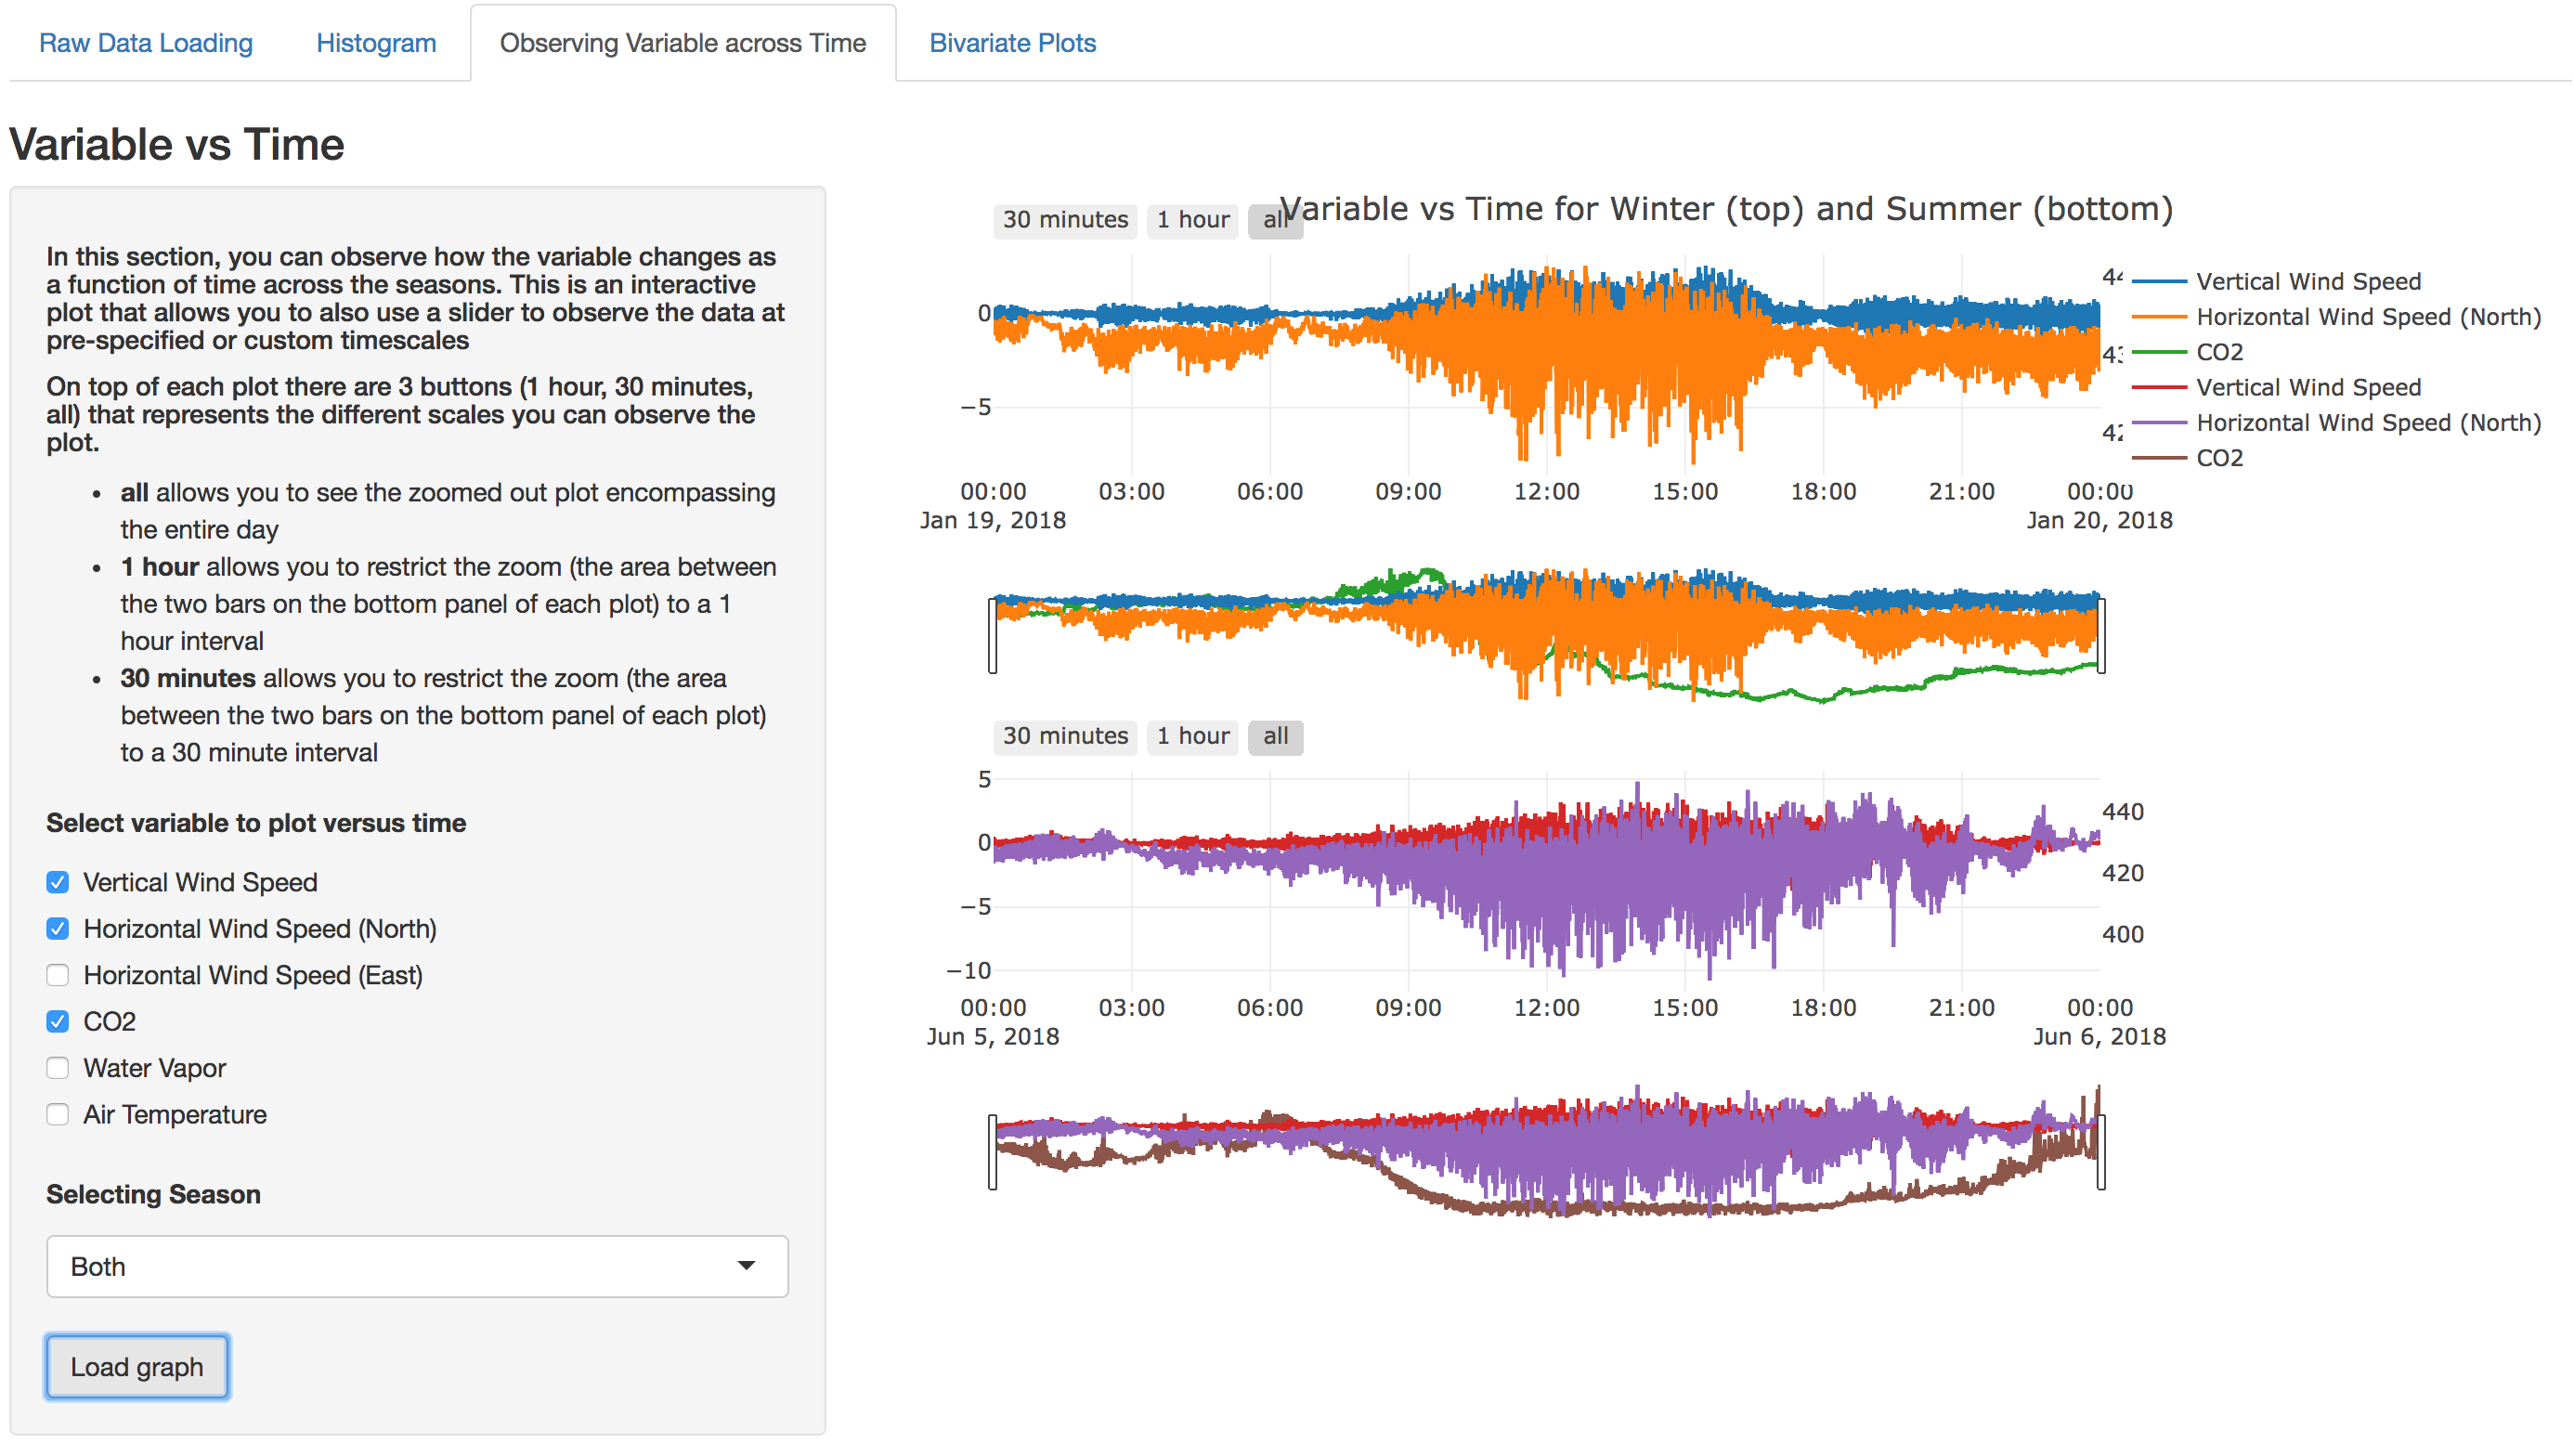 Raw Data Loading Histogram Observing Variable across Time Bivariate Plots
Variable vs Time
In this section, you can observe how the variable changes as
a function of time across the seasons. This is an interactive
plot that allows you to also use a slider to observe the data at
pre-specified or custom timescales
On top of each plot there are 3 buttons (1 hour, 30 minutes,
all) that represents the different scales you can observe the
plot.
• all allows you to see the zoomed out plot encompassing
the entire day
• 1 hour allows you to restrict the zoom (the area between
the two bars on the bottom panel of each plot) to a 1
hour interval
• 30 minutes allows you to restrict the zoom (the area
between the two bars on the bottom panel of each plot)
to a 30 minute interval
Select variable to plot versus time
Vertical Wind Speed
Horizontal Wind Speed (North)
Horizontal Wind Speed (East)
CO2
Water Vapor
Air Temperature
Selecting Season
Both
Load graph
Variable vs Time for Winter (top) and Summer (bottom)
30 minutes 1 hour all
0
−5
00:00 03:00 06:00 09:00 12:00 15:00 18:00 21:00 00:00
Jan 19, 2018 Jan 20, 2018
Vertical Wind Speed
Horizontal Wind Speed (North)
CO2
Vertical Wind Speed
Horizontal Wind Speed (North)
CO2
30 minutes 1 hour all
5
0
−5
−10
440
420
400
00:00 03:00 06:00 09:00 12:00 15:00 18:00 21:00 00:00
Jun 5, 2018 Jun 6, 2018